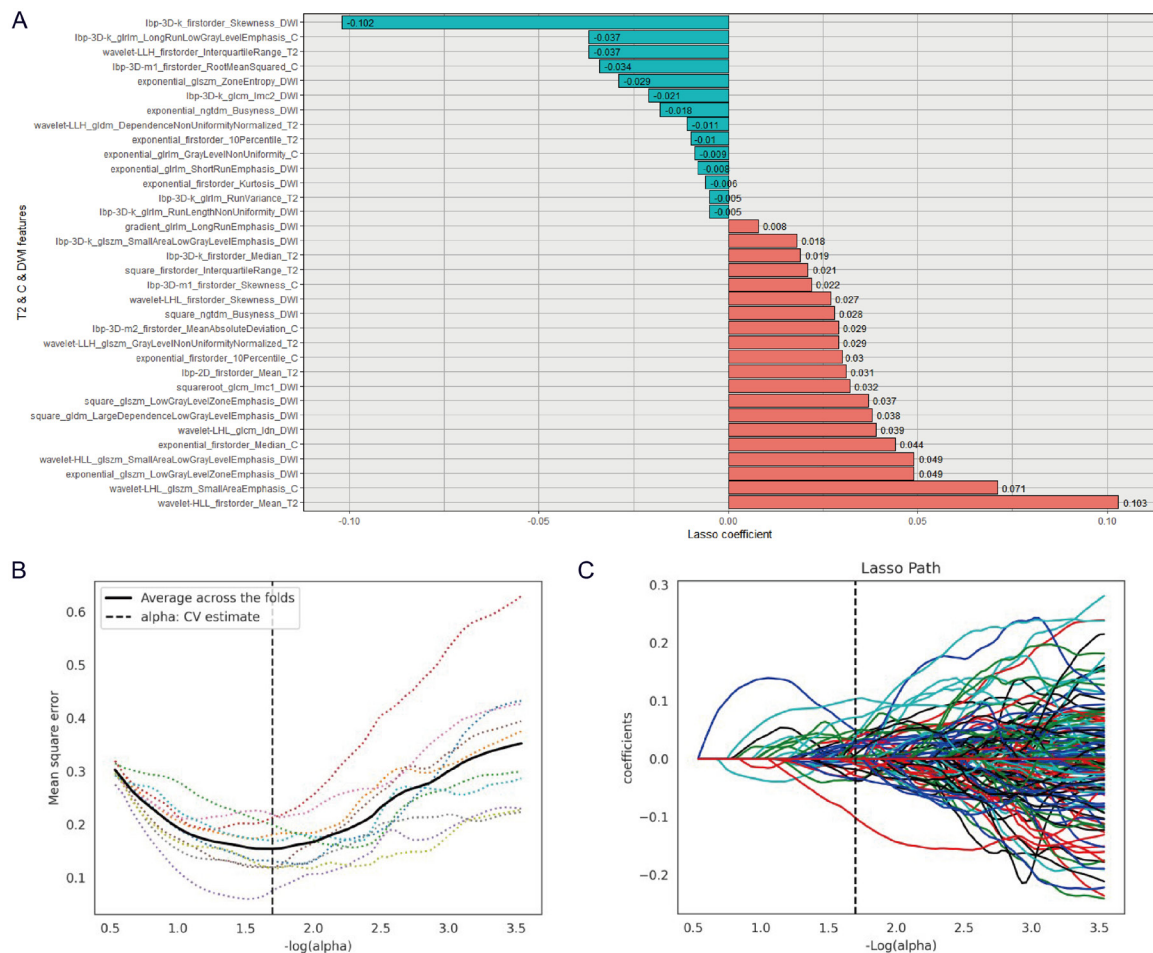 A
lbp-3D-k_firstorder_Skewness_DWI
-0.102
lbp-3D-k_glrlm_LongRunLowGrayLevelEmphasis_C
-0.037
wavelet-LLH_firstorder_InterquartileRange_T2
-0.037
lbp-3D-m1_firstorder_RootMeanSquared_C
-0.034
exponential_glszm_ZoneEntropy_DWI
-0.029
lbp-3D-k_glcm_Imc2_DWI
-0.021
exponential_ngtdm_Busyness_DWI
-0.018
wavelet-LLH_gldm_DependenceNonUniformityNormalized_T2
-0.011
exponential_firstorder_10Percentile_T2
-0.01
exponential_glrlm_GrayLevelNonUniformity_C
-0.009
exponential_glrlm_ShortRunEmphasis_DWI
-0.008
exponential_firstorder_Kurtosis_DWI
-0.006
lbp-3D-k_glrlm_RunVariance_T2
-0.005
lbp-3D-k_glrlm_RunLengthNonUniformity_DWI
-0.005
gradient_glrlm_LongRunEmphasis_DWI
0.008
lbp-3D-k_glszm_SmallAreaLowGrayLevelEmphasis_DWI
0.018
lbp-3D-k_firstorder_Median_T2
0.019
square_firstorder_InterquartileRange_T2
0.021
lbp-3D-m1_firstorder_Skewness_C
0.022
wavelet-LHL_firstorder_Skewness_DWI
0.027
square_ngtdm_Busyness_DWI
0.028
lbp-3D-m2_firstorder_MeanAbsoluteDeviation_C
0.029
wavelet-LLH_glszm_GrayLevelNonUniformityNormalized_T2
0.029
exponential_firstorder_10Percentile_C
0.03
lbp-2D_firstorder_Mean_T2
0.031
squareroot_glcm_Imc1_DWI
0.032
square_glszm_LowGrayLevelZoneEmphasis_DWI
0.037
square_gldm_LargeDependenceLowGrayLevelEmphasis_DWI
0.038
wavelet-LHL_glcm_Idn_DWI
0.039
exponential_firstorder_Median_C
0.044
wavelet-HLL_glszm_SmallAreaLowGrayLevelEmphasis_DWI
0.049
exponential_glszm_LowGrayLevelZoneEmphasis_DWI
0.049
wavelet-LHL_glszm_SmallAreaEmphasis_C
0.071
wavelet-HLL_firstorder_Mean_T2
0.103
T2 & C & DWI features
-0.10 -0.05 0.00 0.05 0.10
Lasso coefficient
B
Average across the folds
alpha: CV estimate
Mean square error
0.6
0.5
0.4
0.3
0.2
0.1
0.5 1.0 1.5 2.0 2.5 3.0 3.5
-log(alpha)
C
Lasso Path
coefficients
0.3
0.2
0.1
0.0
-0.1
-0.2
0.5 1.0 1.5 2.0 2.5 3.0 3.5
-Log(alpha)